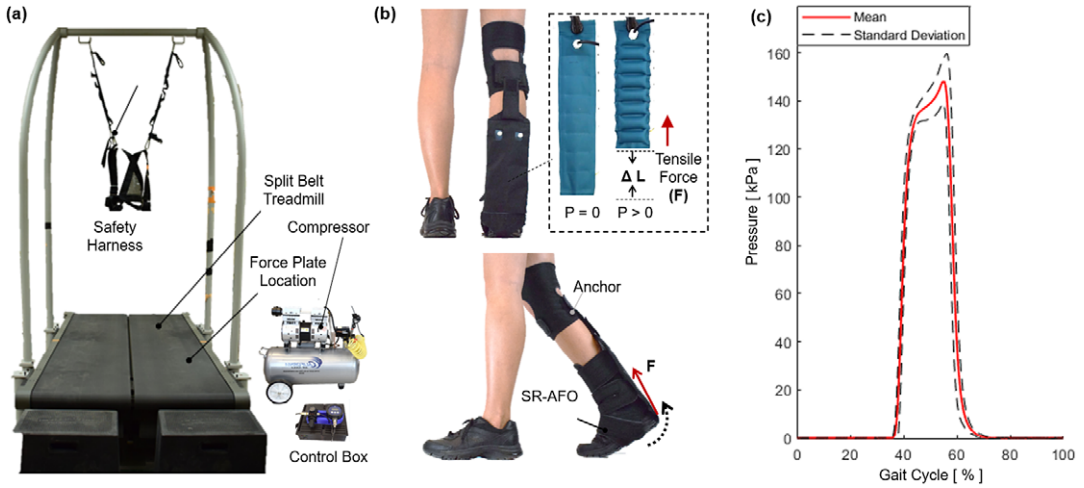 (a)
Safety
Harness
Split Belt
Treadmill
Compressor
Force Plate
Location
Control Box
(b)
P = 0
P > 0
Δ L
Tensile
Force
(F)
Anchor
F
SR-AFO
(c)
Mean
Standard Deviation
Pressure [ kPa]
160
140
120
100
80
60
40
20
0
0 20 40 60 80 100
Gait Cycle [ % ]